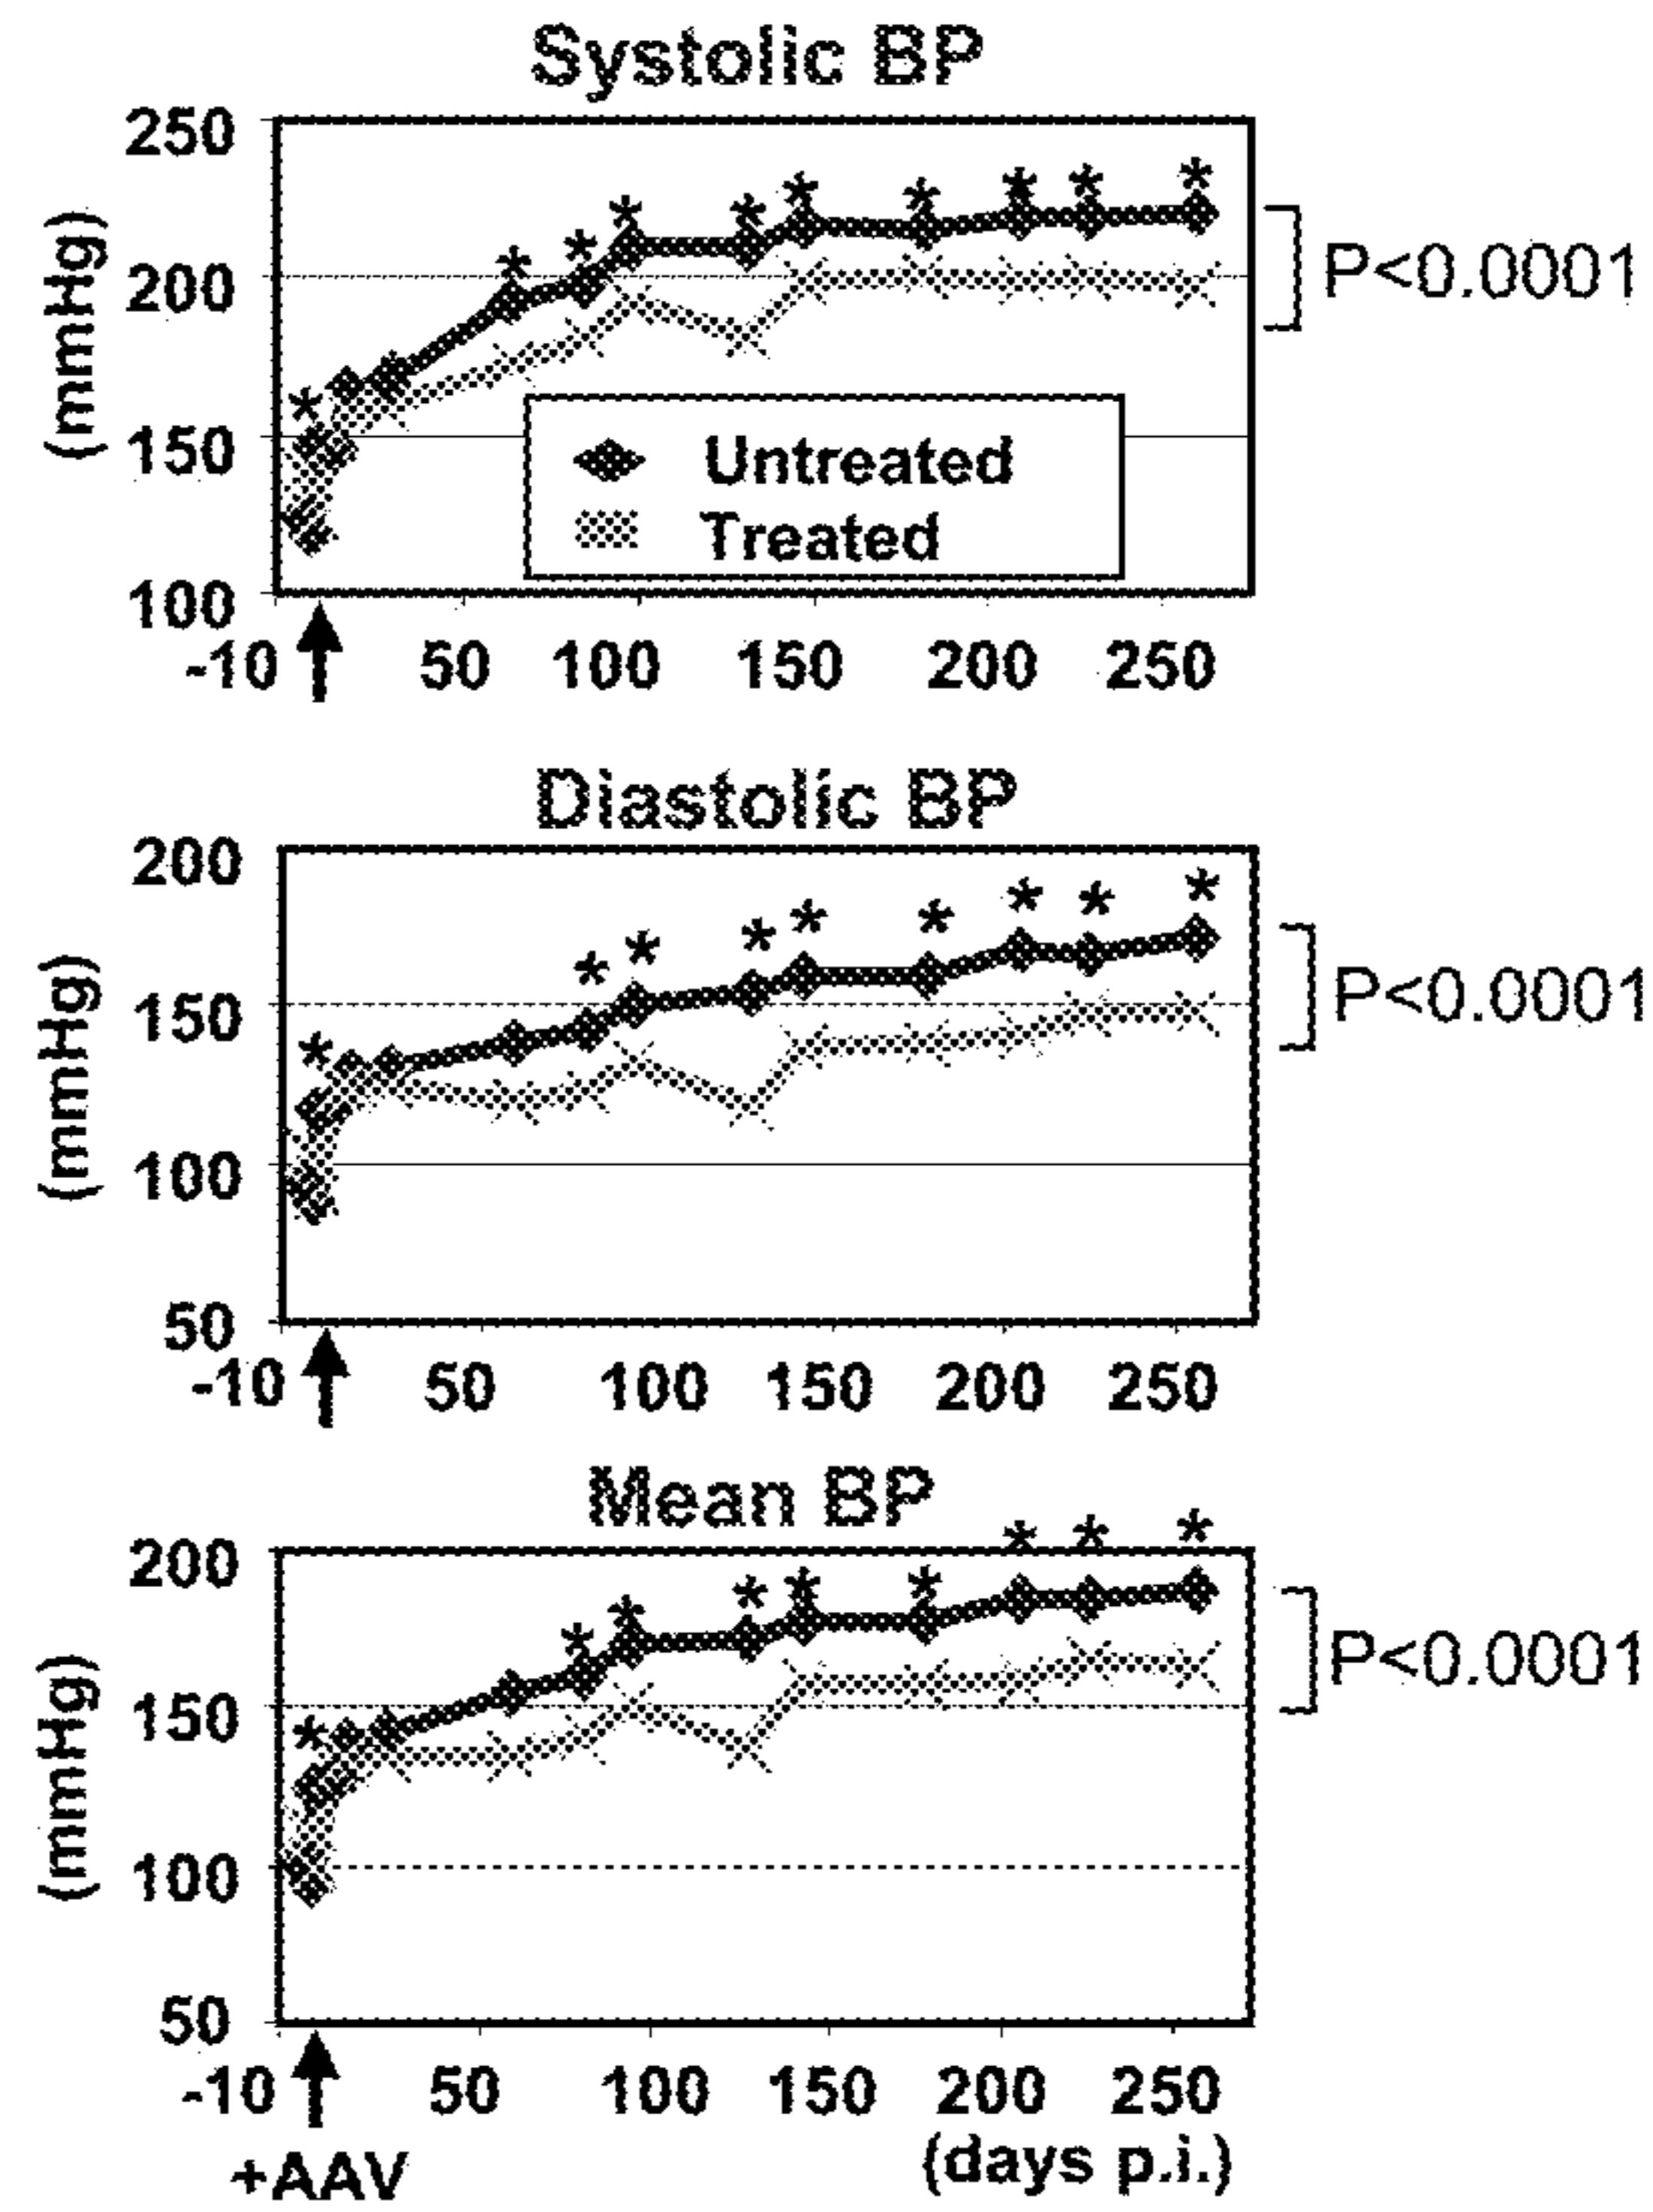 Systolic BP
250
200
150
100
(mmHg)
* * * * * * * * * *
P<0.0001
Untreated
Treated
-10 50 100 150 200 250
Diastolic BP
200
150
100
50
(mmHg)
* * * * * * * * *
P<0.0001
-10 50 100 150 200 250
Mean BP
200
150
100
50
(mmHg)
* * * * * * * * *
P<0.0001
-10 50 100 150 200 250
+AAV (days p.i.)